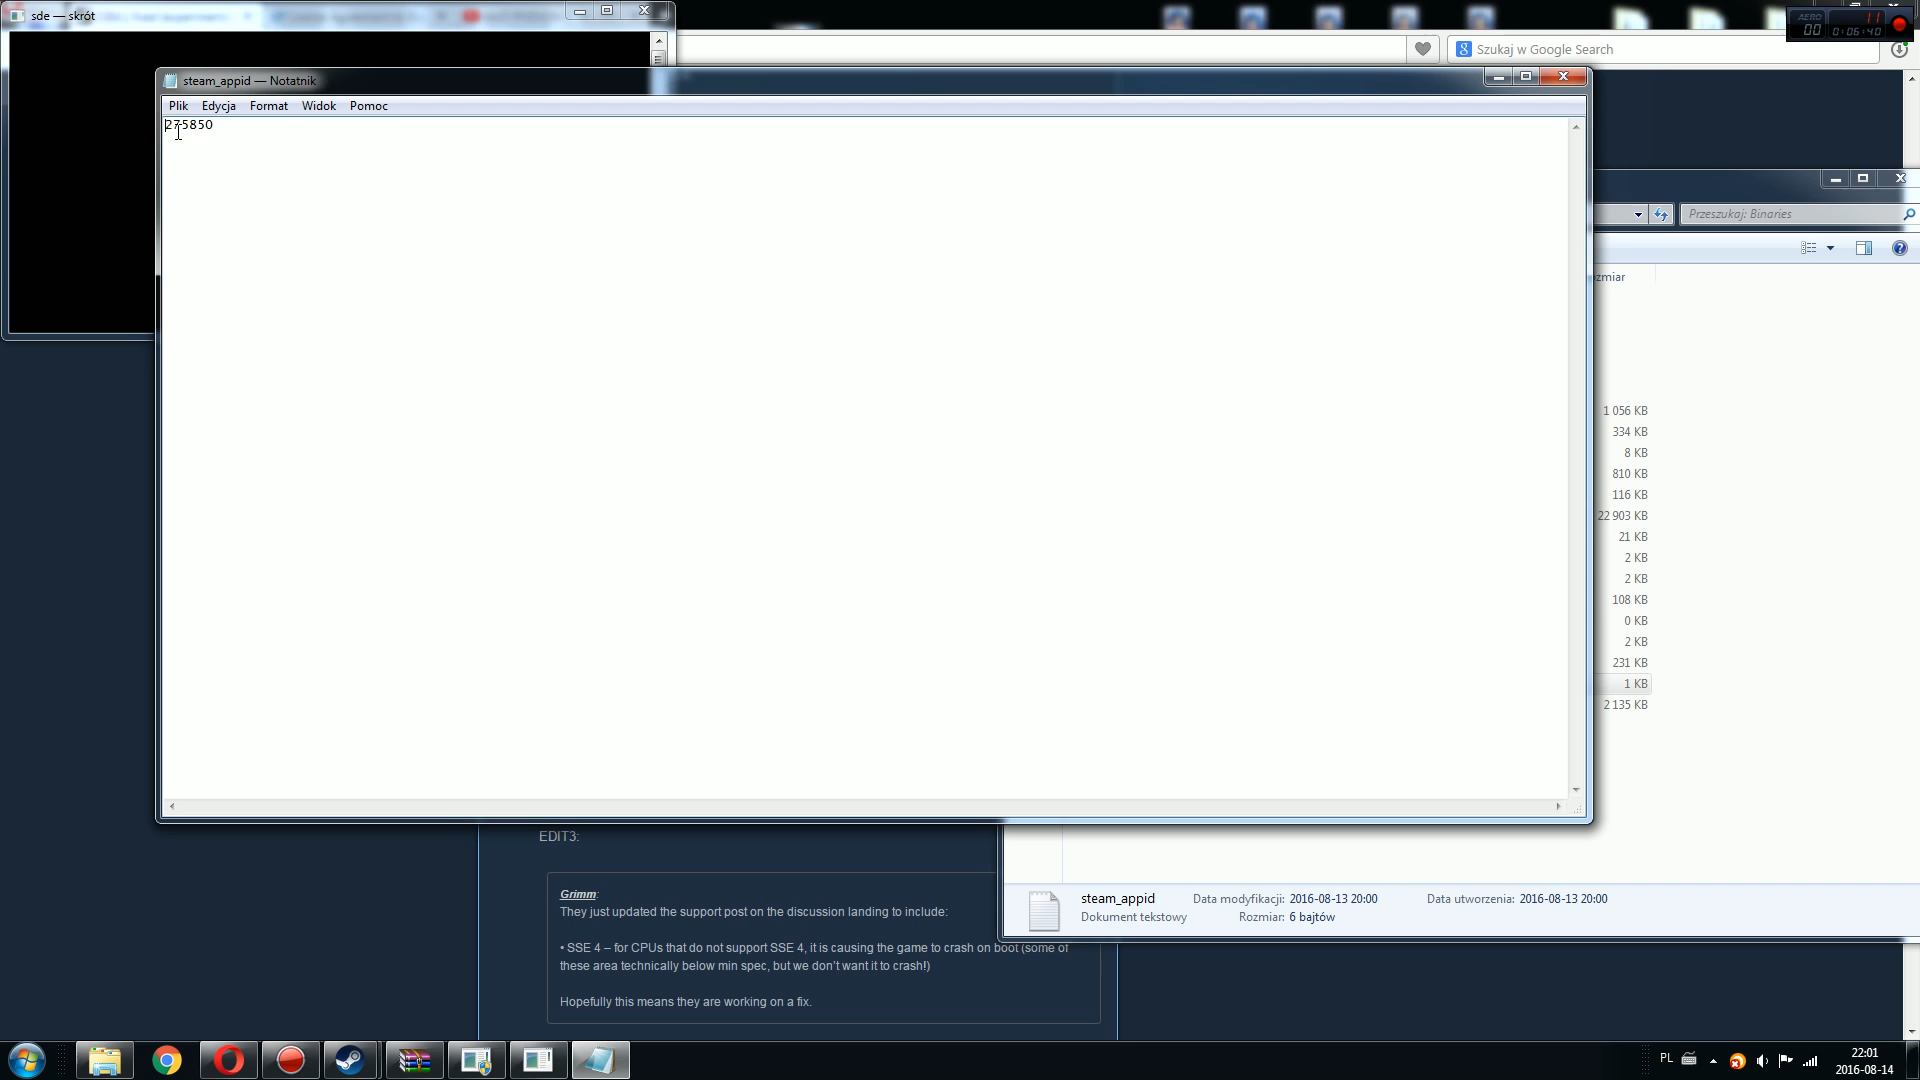 sde — skrót
AERO
00
11
0:06:40
Szukaj w Google Search
steam_appid — Notatnik
Plik Edycja Format Widok Pomoc
275850
Przeszukaj: Binaries
zmiar
1 056 KB
334 KB
8 KB
810 KB
116 KB
22 903 KB
21 KB
2 KB
2 KB
108 KB
0 KB
2 KB
231 KB
1 KB
2 135 KB
EDIT3:
Grimm:
They just updated the support post on the discussion landing to include:
• SSE 4 – for CPUs that do not support SSE 4, it is causing the game to crash on boot (some of
these area technically below min spec, but we don't want it to crash!)
Hopefully this means they are working on a fix.
steam_appid Data modyfikacji: 2016-08-13 20:00 Data utworzenia: 2016-08-13 20:00
Dokument tekstowy Rozmiar: 6 bajtów
PL
22:01
2016-08-14